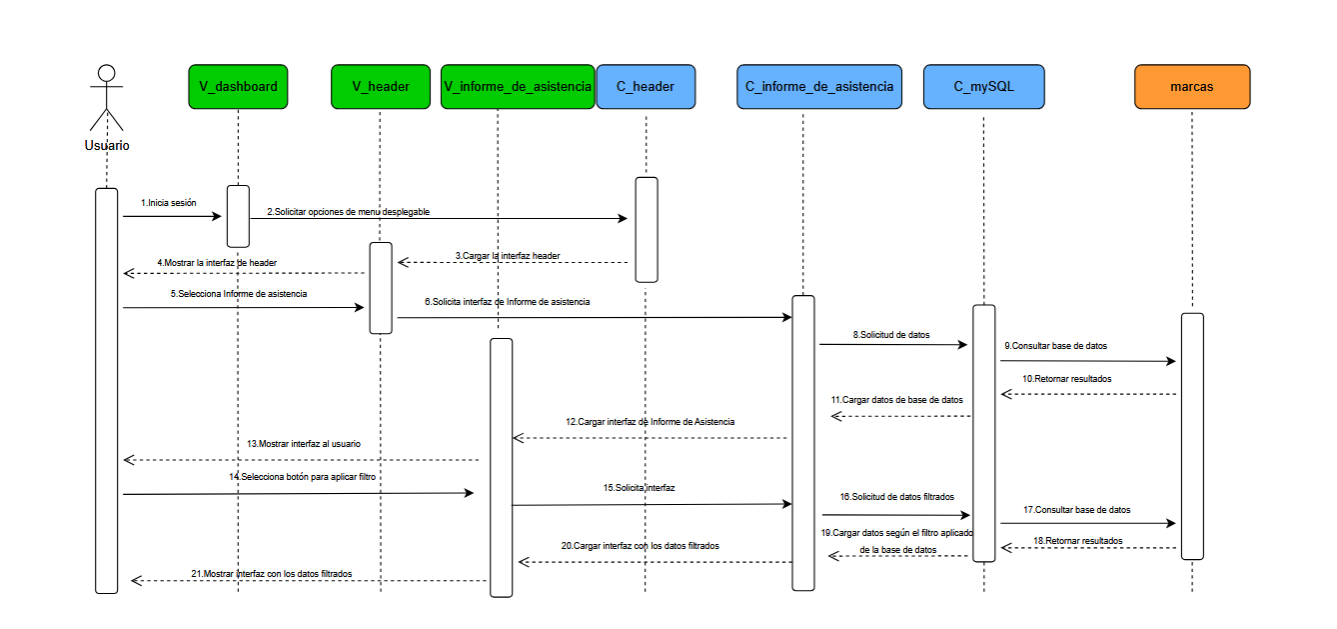 V_dashboard
V_header
V_informe_de_asistencia
C_header
C_informe_de_asistencia
C_mySQL
marcas
Usuario
1.Inicia sesión
2.Solicitar opciones de menu desplegable
3.Cargar la interfaz header
4.Mostrar la interfaz de header
5.Selecciona Informe de asistencia
6.Solicita interfaz de Informe de asistencia
8.Solicitud de datos
9.Consultar base de datos
10.Retornar resultados
11.Cargar datos de base de datos
12.Cargar interfaz de Informe de Asistencia
13.Mostrar interfaz al usuario
14.Selecciona botón para aplicar filtro
15.Solicita interfaz
16.Solicitud de datos filtrados
17.Consultar base de datos
18.Retornar resultados
19.Cargar datos según el filtro aplicado
de la base de datos
20.Cargar interfaz con los datos filtrados
21.Mostrar interfaz con los datos filtrados